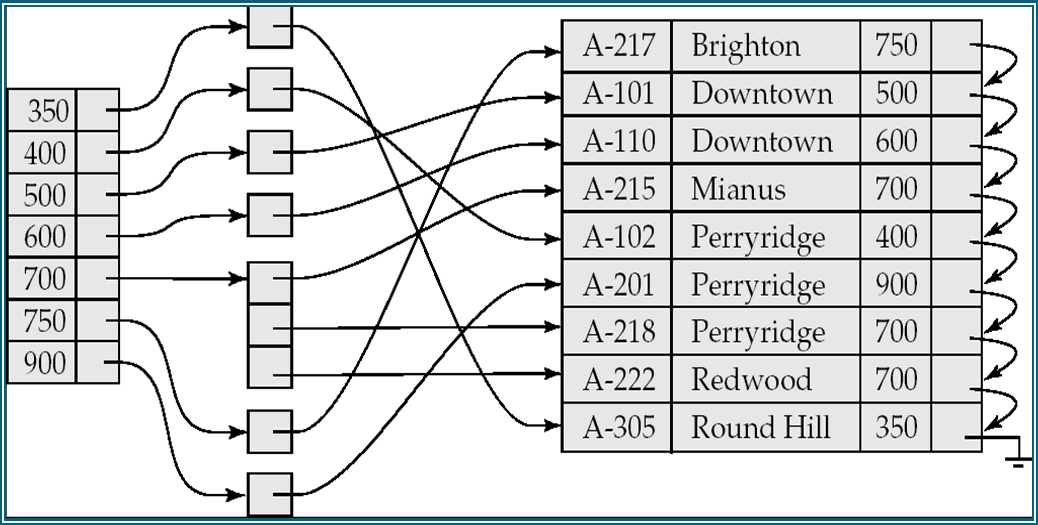 350
400
500
600
700
750
900
A-217 Brighton 750
A-101 Downtown 500
A-110 Downtown 600
A-215 Mianus 700
A-102 Perryridge 400
A-201 Perryridge 900
A-218 Perryridge 700
A-222 Redwood 700
A-305 Round Hill 350